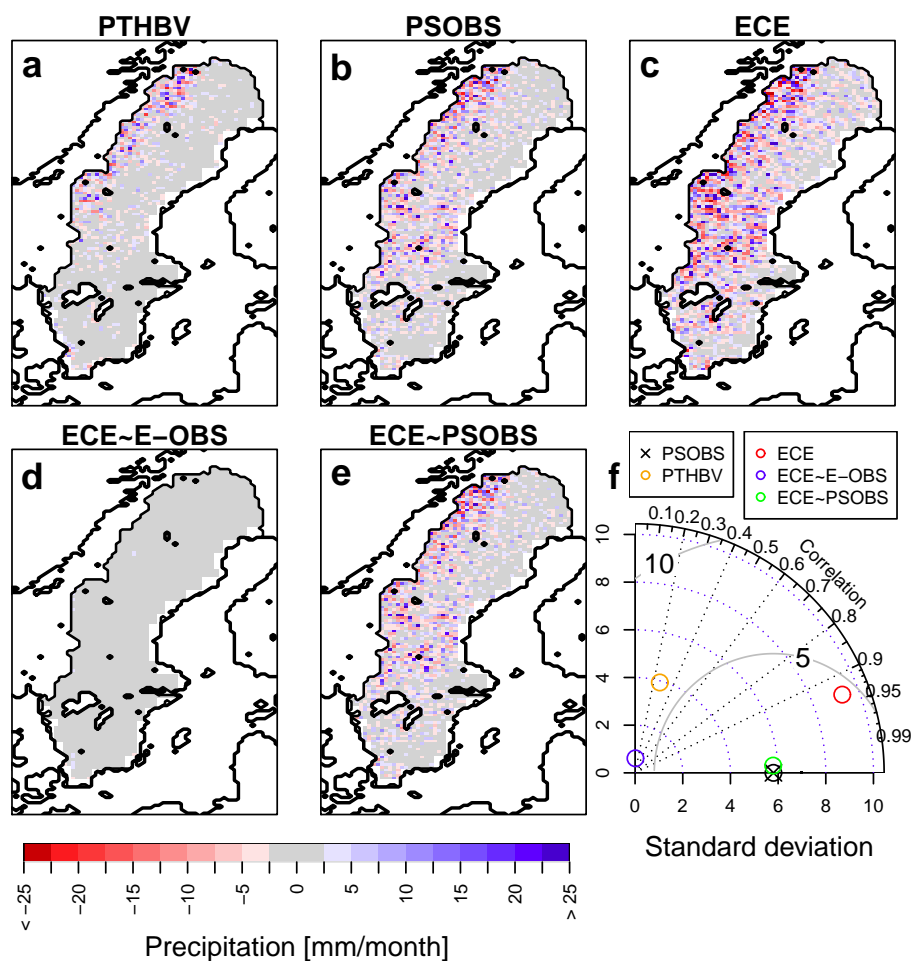 PTHBV PSOBS ECE
a b c
ECE~E−OBS ECE~PSOBS
d e f
PSOBS
PTHBV
ECE
ECE~E−OBS
ECE~PSOBS
0.1 0.2 0.3 0.4 0.5 0.6 0.7 0.8 0.9 0.95 0.99
Correlation
10
5
10
8
6
4
2
0
0 2 4 6 8 10
Standard deviation
< −25 −20 −15 −10 −5 0 5 10 15 20 > 25
Precipitation [mm/month]